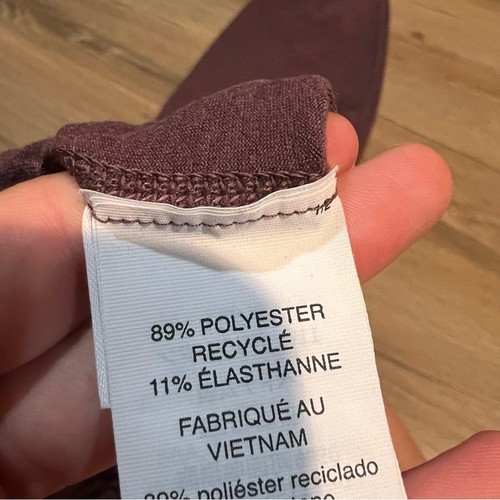 89% POLYESTER
RECYCLÉ
11% ÉLASTHANNE
FABRIQUÉ AU
VIETNAM
poliéster reciclado